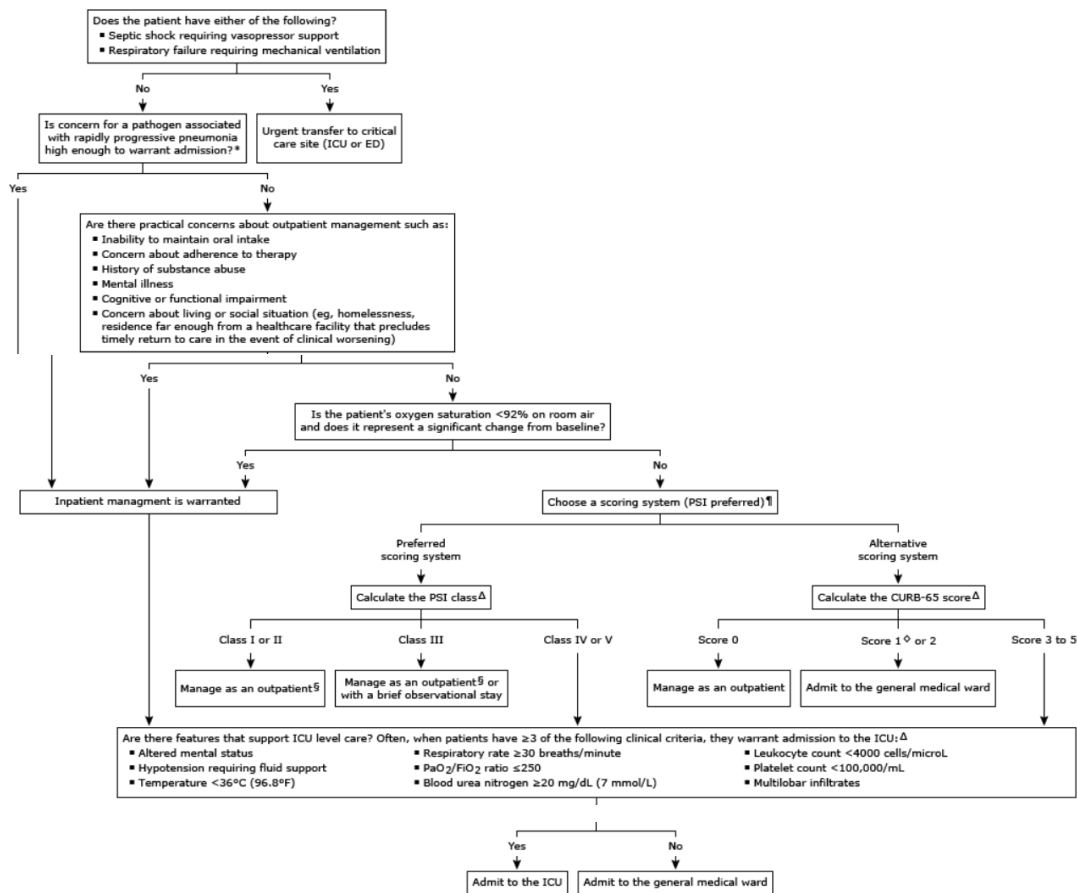 Does the patient have either of the following?
▪ Septic shock requiring vasopressor support
▪ Respiratory failure requiring mechanical ventilation
No
Yes
Is concern for a pathogen associated
with rapidly progressive pneumonia
high enough to warrant admission?*
Urgent transfer to critical
care site (ICU or ED)
Yes
No
Are there practical concerns about outpatient management such as:
▪ Inability to maintain oral intake
▪ Concern about adherence to therapy
▪ History of substance abuse
▪ Mental illness
▪ Cognitive or functional impairment
▪ Concern about living or social situation (eg, homelessness,
residence far enough from a healthcare facility that precludes
timely return to care in the event of clinical worsening)
Yes
No
Is the patient's oxygen saturation <92% on room air
and does it represent a significant change from baseline?
Yes
No
Inpatient managment is warranted
Choose a scoring system (PSI preferred)¶
Preferred
scoring system
Alternative
scoring system
Calculate the PSI classΔ
Calculate the CURB-65 scoreΔ
Class I or II
Class III
Class IV or V
Score 0
Score 1◊ or 2
Score 3 to 5
Manage as an outpatient§
Manage as an outpatient§ or
with a brief observational stay
Manage as an outpatient
Admit to the general medical ward
Are there features that support ICU level care? Often, when patients have ≥3 of the following clinical criteria, they warrant admission to the ICU:Δ
▪ Altered mental status
▪ Hypotension requiring fluid support
▪ Temperature <36°C (96.8°F)
▪ Respiratory rate ≥30 breaths/minute
▪ PaO2/FiO2 ratio ≤250
▪ Blood urea nitrogen ≥20 mg/dL (7 mmol/L)
▪ Leukocyte count <4000 cells/microL
▪ Platelet count <100,000/mL
▪ Multilobar infiltrates
Yes
No
Admit to the ICU
Admit to the general medical ward